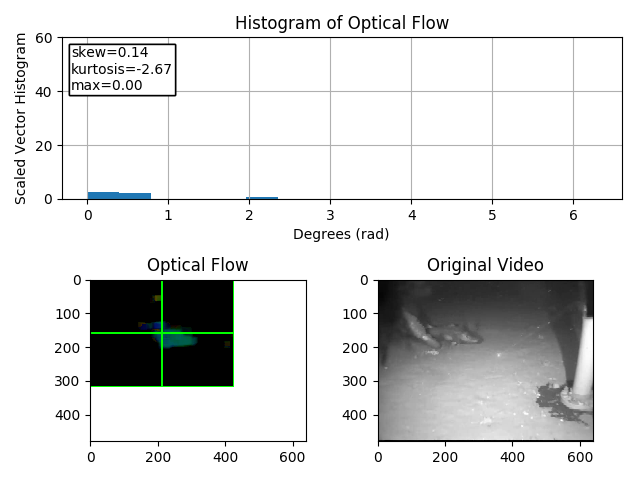 Histogram of Optical Flow
Scaled Vector Histogram
60
40
20
0
skew=0.14
kurtosis=-2.67
max=0.00
0 1 2 3 4 5 6
Degrees (rad)
Optical Flow
0
100
200
300
400
0 200 400 600
Original Video
0
100
200
300
400
0 200 400 600